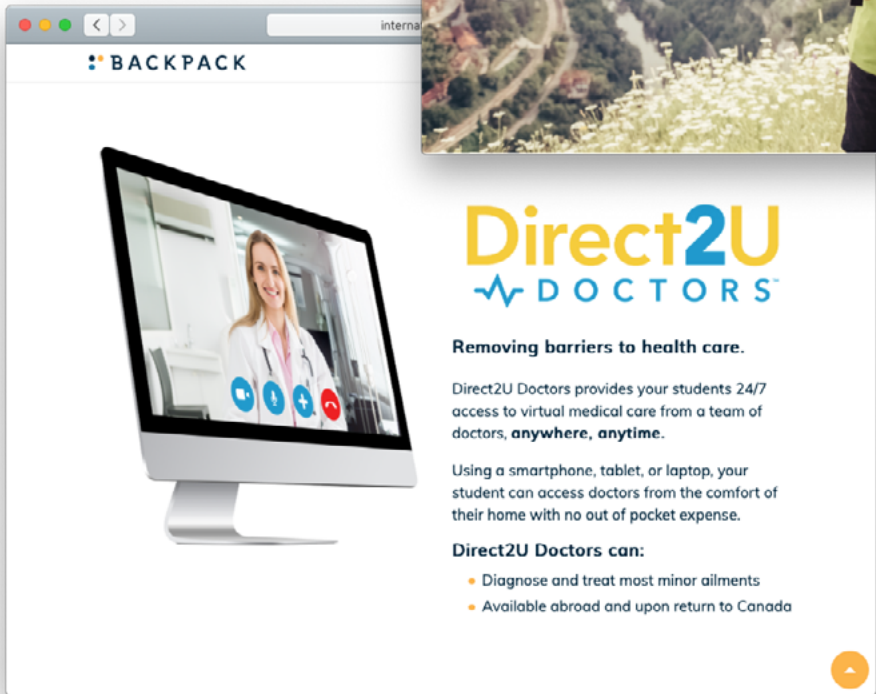 interna
BACKPACK
Direct2U
DOCTORS™
Removing barriers to health care.
Direct2U Doctors provides your students 24/7
access to virtual medical care from a team of
doctors, anywhere, anytime.
Using a smartphone, tablet, or laptop, your
student can access doctors from the comfort of
their home with no out of pocket expense.
Direct2U Doctors can:
• Diagnose and treat most minor ailments
• Available abroad and upon return to Canada